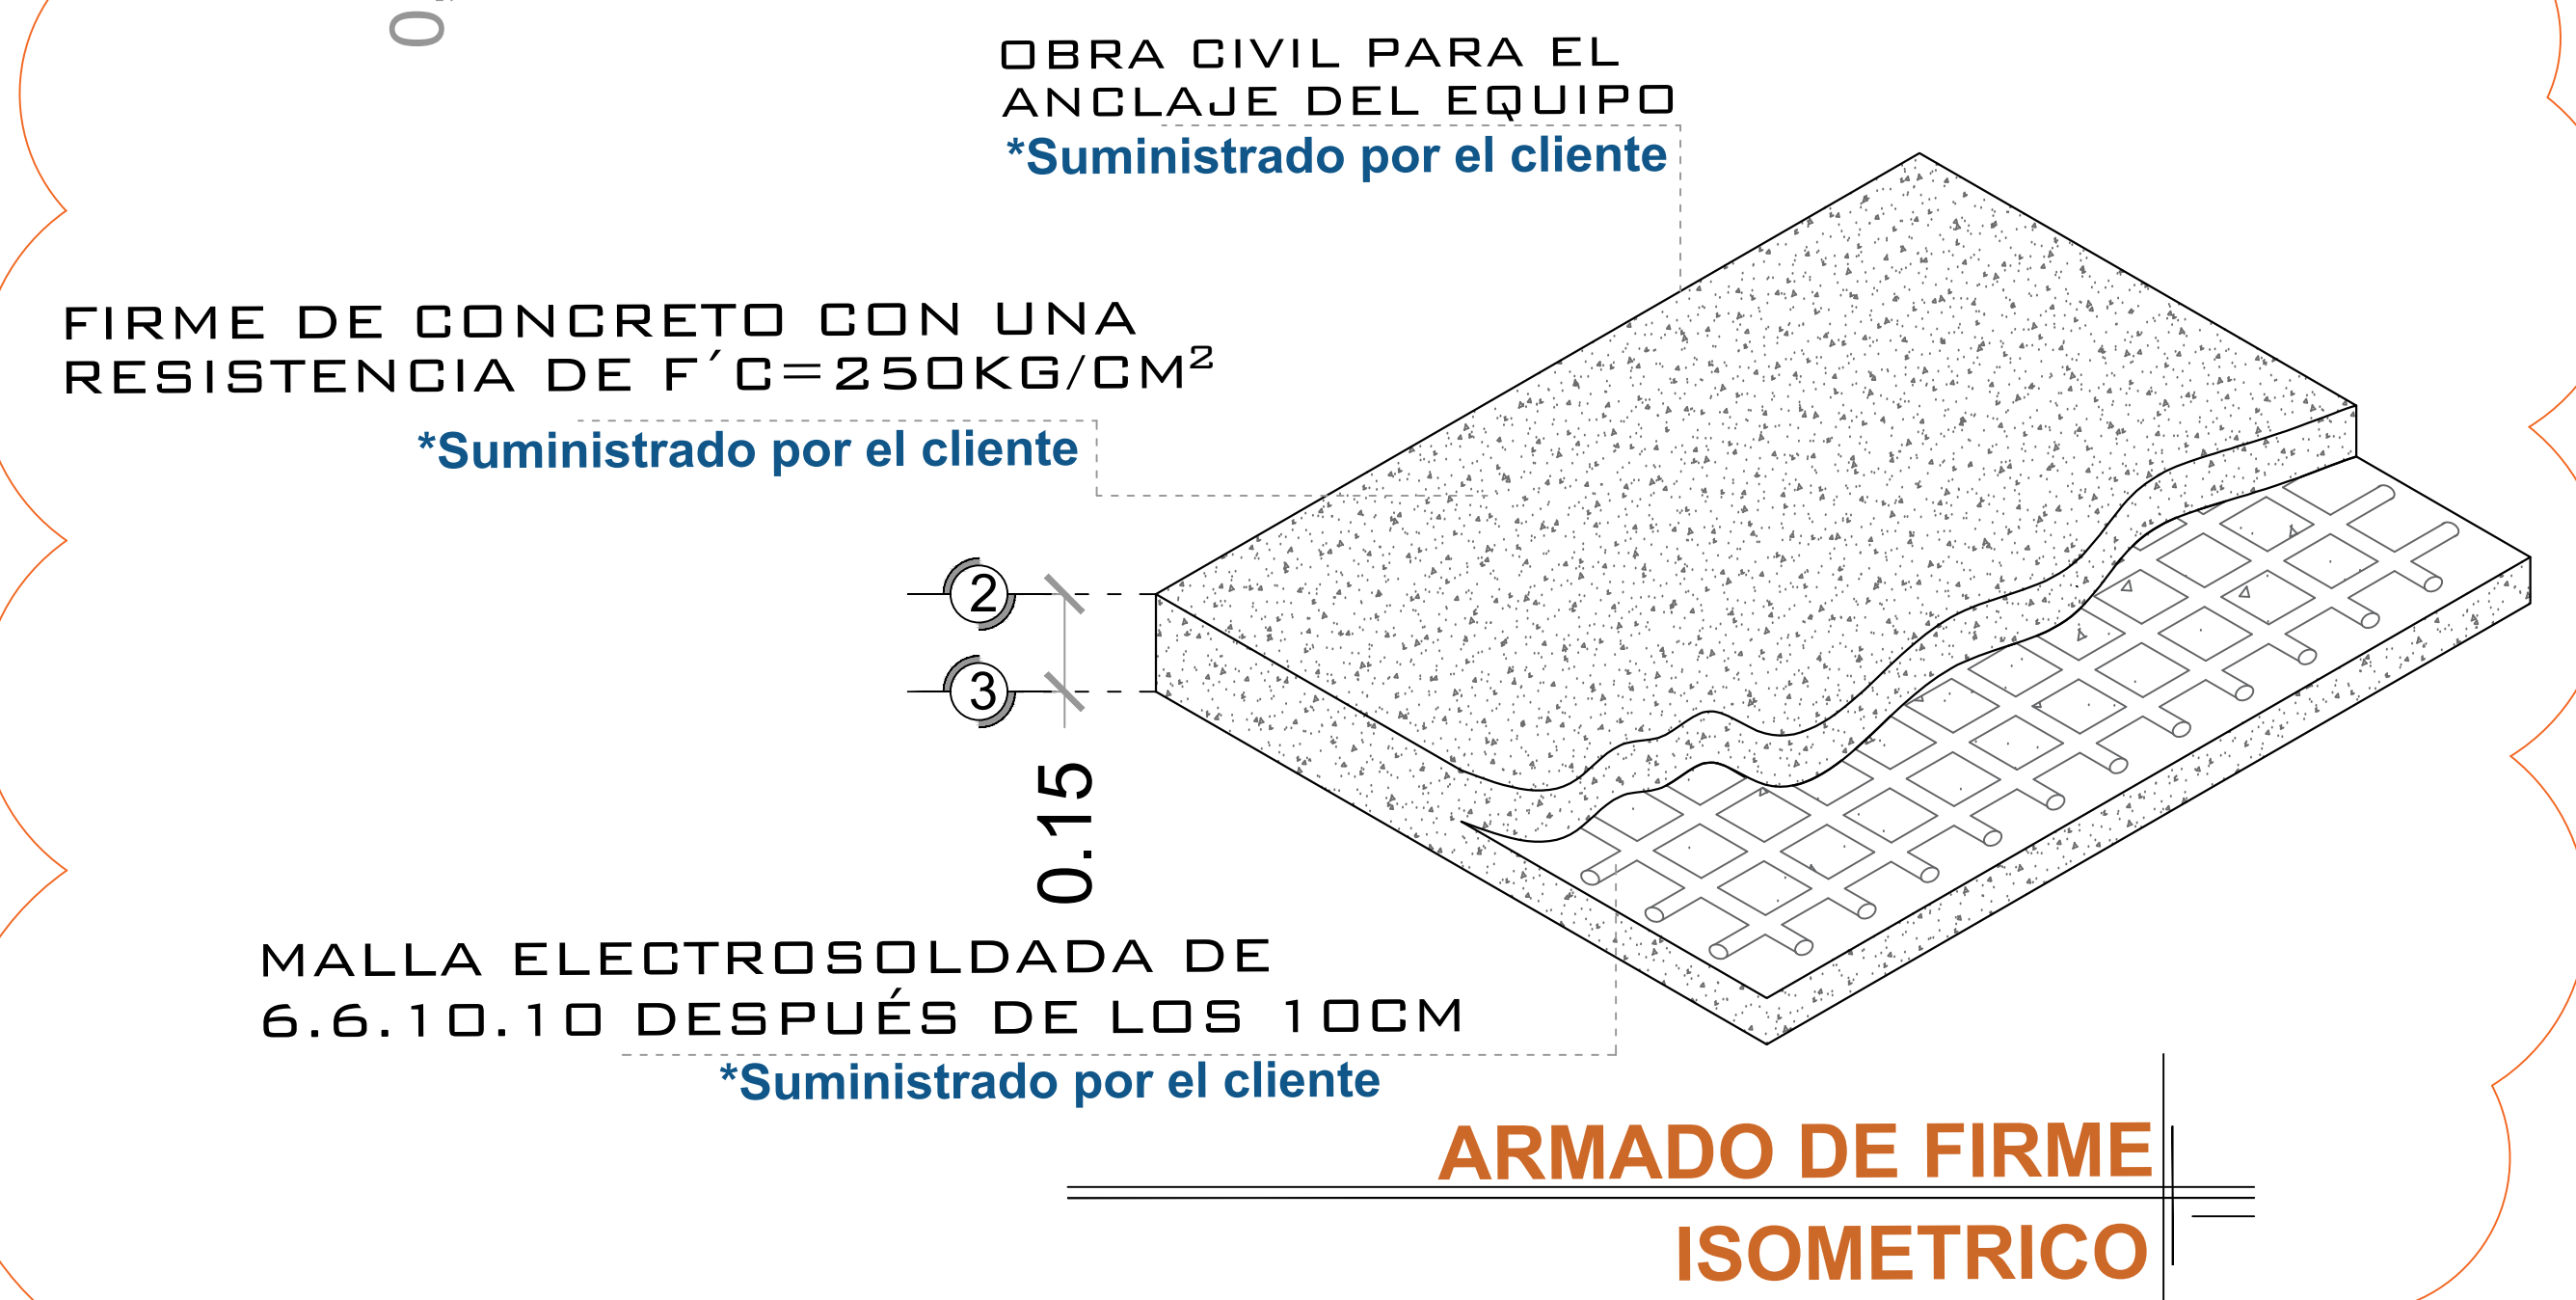 OBRA CIVIL PARA EL
ANCLAJE DEL EQUIPO
*Suministrado por el cliente
FIRME DE CONCRETO CON UNA
RESISTENCIA DE F´C=250KG/CM²
*Suministrado por el cliente
2
3
0.15
MALLA ELECTROSOLDADA DE
6.6.10.10 DESPUÉS DE LOS 10CM
*Suministrado por el cliente
ARMADO DE FIRME
ISOMETRICO